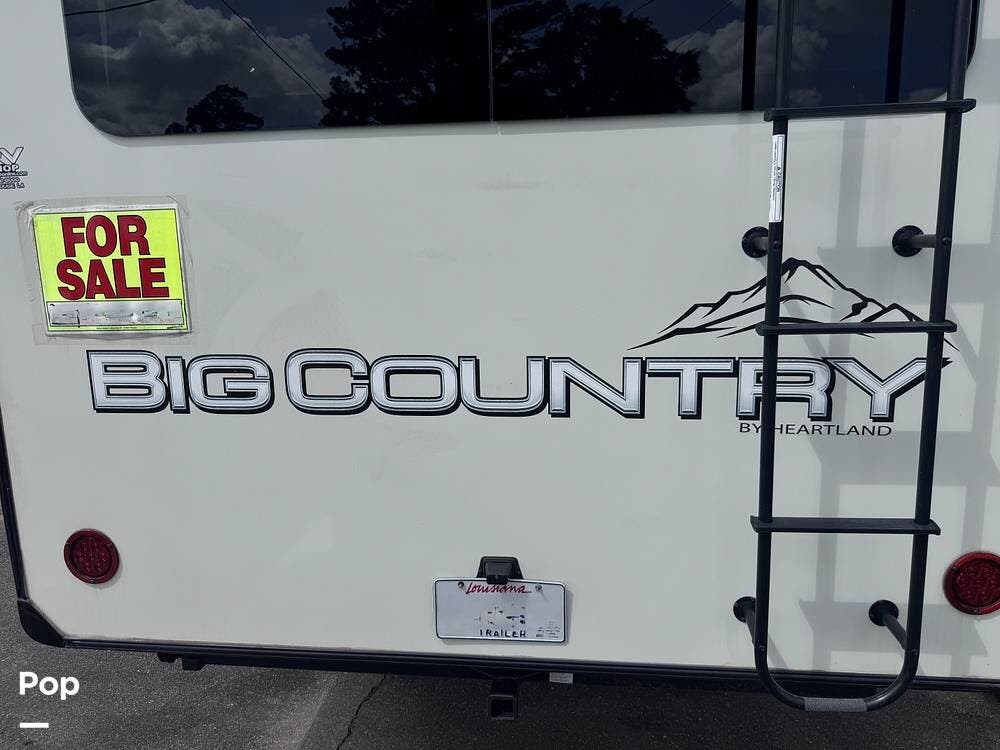 FOR
SALE
BIG COUNTRY
BY HEARTLAND
Louisiana
TRAILER
Pop